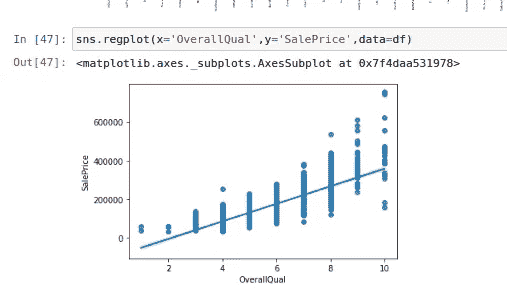 In [47]: sns.regplot(x='OverallQual',y='SalePrice',data=df)
Out[47]: <matplotlib.axes._subplots.AxesSubplot at 0x7f4daa531978>
600000
400000
200000
0
SalePrice
2 4 6 8 10
OverallQual